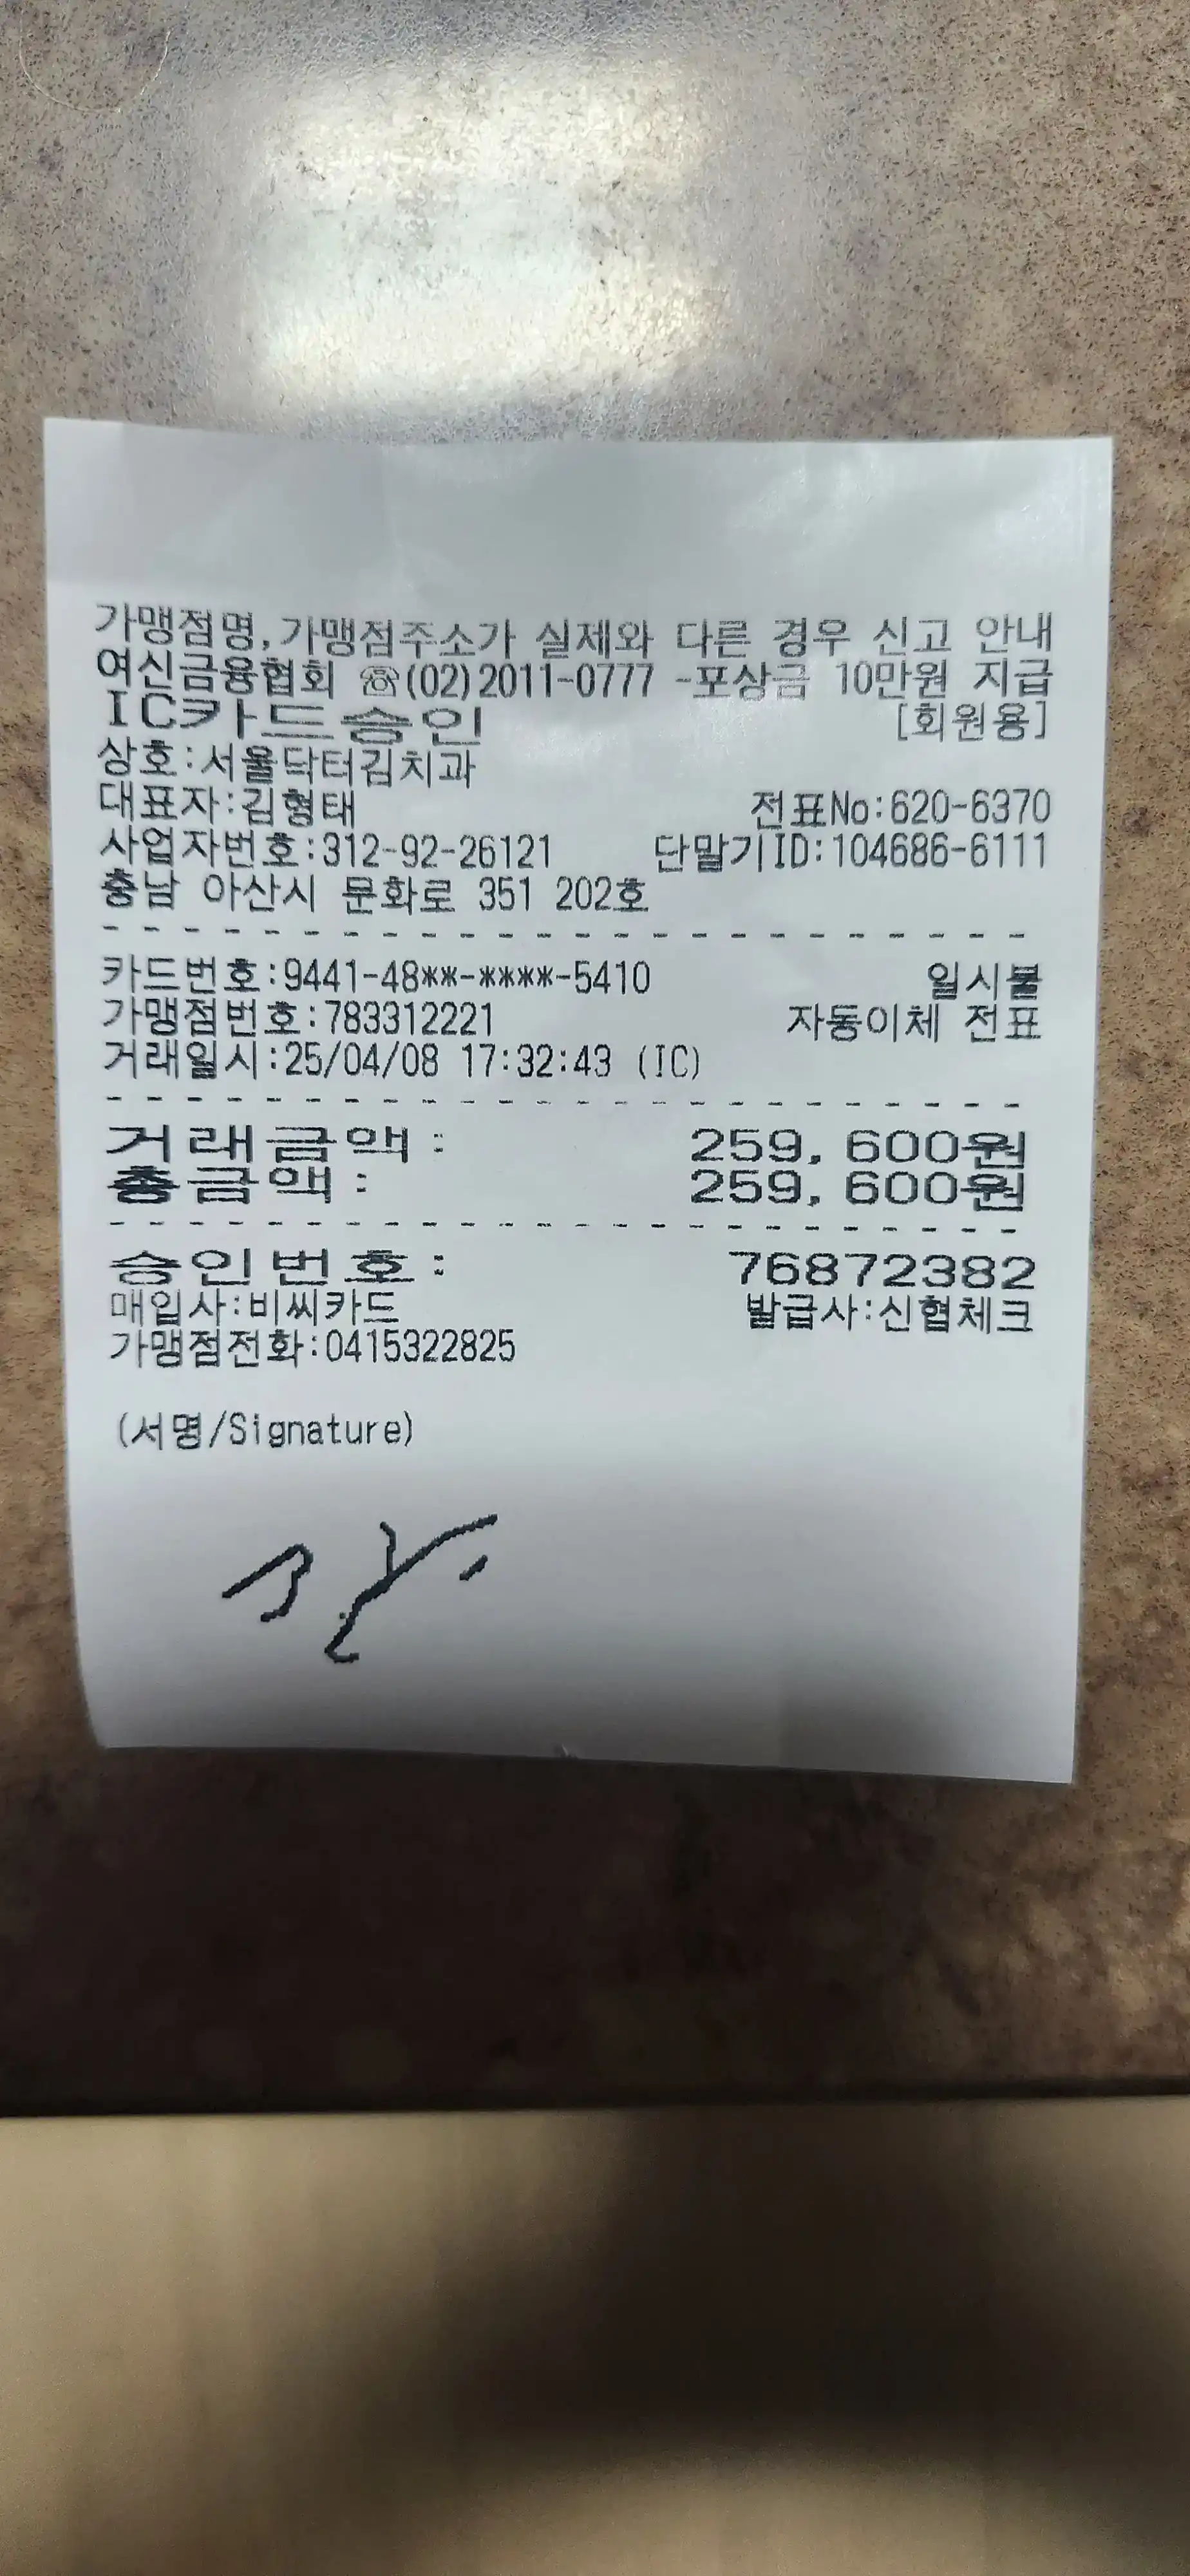 가맹점명,가맹점주소가 실제와 다른 경우 신고 안내
여신금융협회 ☏(02)2011-0777 -포상금 10만원 지급
IC카드승인 [회원용]
상호:서울닥터김치과
대표자:김형태 전표No:620-6370
사업자번호:312-92-26121 단말기ID:104686-6111
충남 아산시 문화로 351 202호
카드번호:9441-48**-****-5410 일시불
가맹점번호:783312221 자동이체 전표
거래일시:25/04/08 17:32:43 (IC)
거래금액: 259,600원
총금액: 259,600원
승인번호: 76872382
매입사:비씨카드 발급사:신협체크
가맹점전화:0415322825
(서명/Signature)